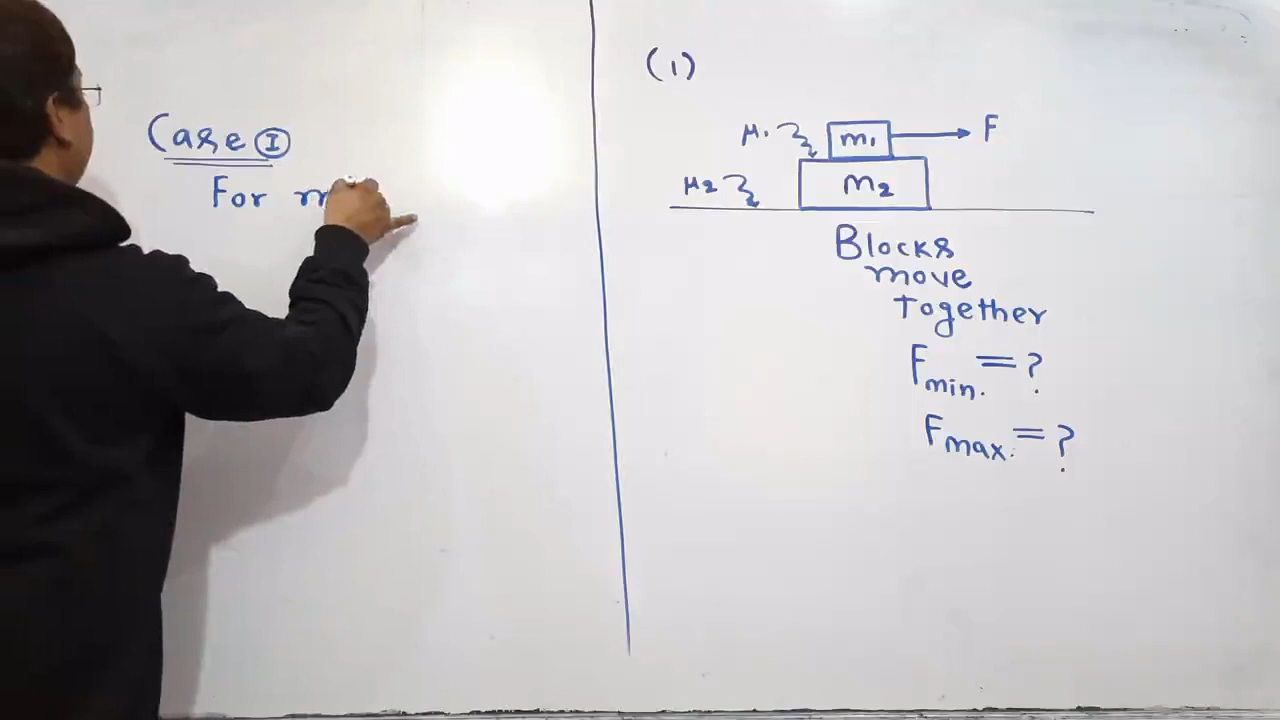 Case I
For
(1)
μ1 m1 F
μ2 m2
Blocks
move
together
Fmin. = ?
Fmax. = ?